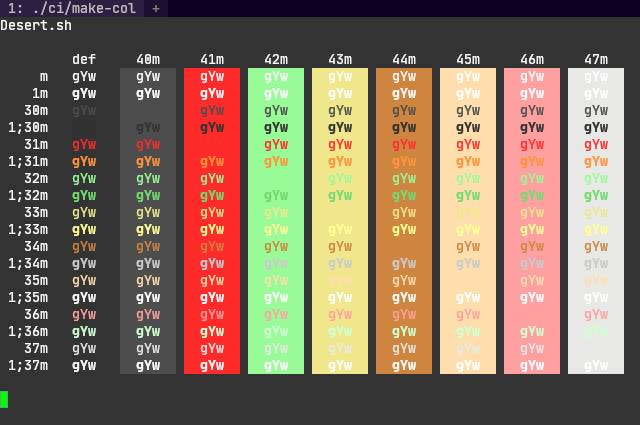 1: ./ci/make-col +
Desert.sh
def 40m 41m 42m 43m 44m 45m 46m 47m
m gYw gYw gYw gYw gYw gYw gYw gYw gYw
1m gYw gYw gYw gYw gYw gYw gYw gYw gYw
30m gYw gYw gYw gYw gYw gYw gYw gYw
1;30m gYw gYw gYw gYw gYw gYw gYw gYw
31m gYw gYw gYw gYw gYw gYw gYw gYw
1;31m gYw gYw gYw gYw gYw gYw gYw gYw gYw
32m gYw gYw gYw gYw gYw gYw gYw gYw
1;32m gYw gYw gYw gYw gYw gYw gYw gYw gYw
33m gYw gYw gYw gYw gYw gYw gYw gYw
1;33m gYw gYw gYw gYw gYw gYw gYw gYw gYw
34m gYw gYw gYw gYw gYw gYw gYw gYw
1;34m gYw gYw gYw gYw gYw gYw gYw gYw gYw
35m gYw gYw gYw gYw gYw gYw gYw gYw
1;35m gYw gYw gYw gYw gYw gYw gYw gYw gYw
36m gYw gYw gYw gYw gYw gYw gYw gYw
1;36m gYw gYw gYw gYw gYw gYw gYw gYw gYw
37m gYw gYw gYw gYw gYw gYw gYw gYw
1;37m gYw gYw gYw gYw gYw gYw gYw gYw gYw